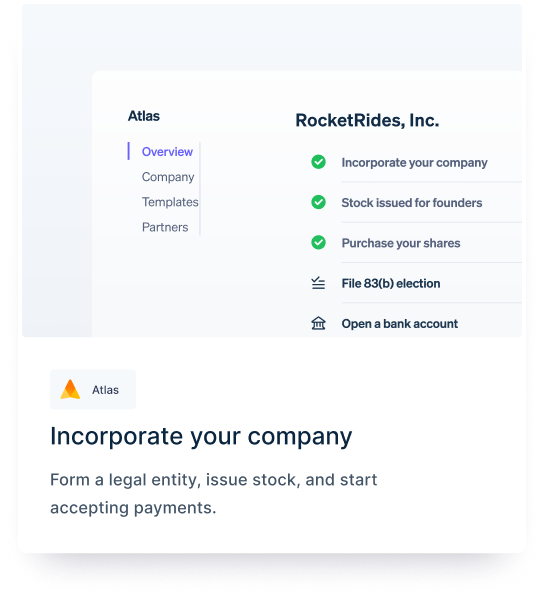 Atlas
Overview
Company
Templates
Partners
RocketRides, Inc.
Incorporate your company
Stock issued for founders
Purchase your shares
File 83(b) election
Open a bank account
Atlas
Incorporate your company
Form a legal entity, issue stock, and start
accepting payments.